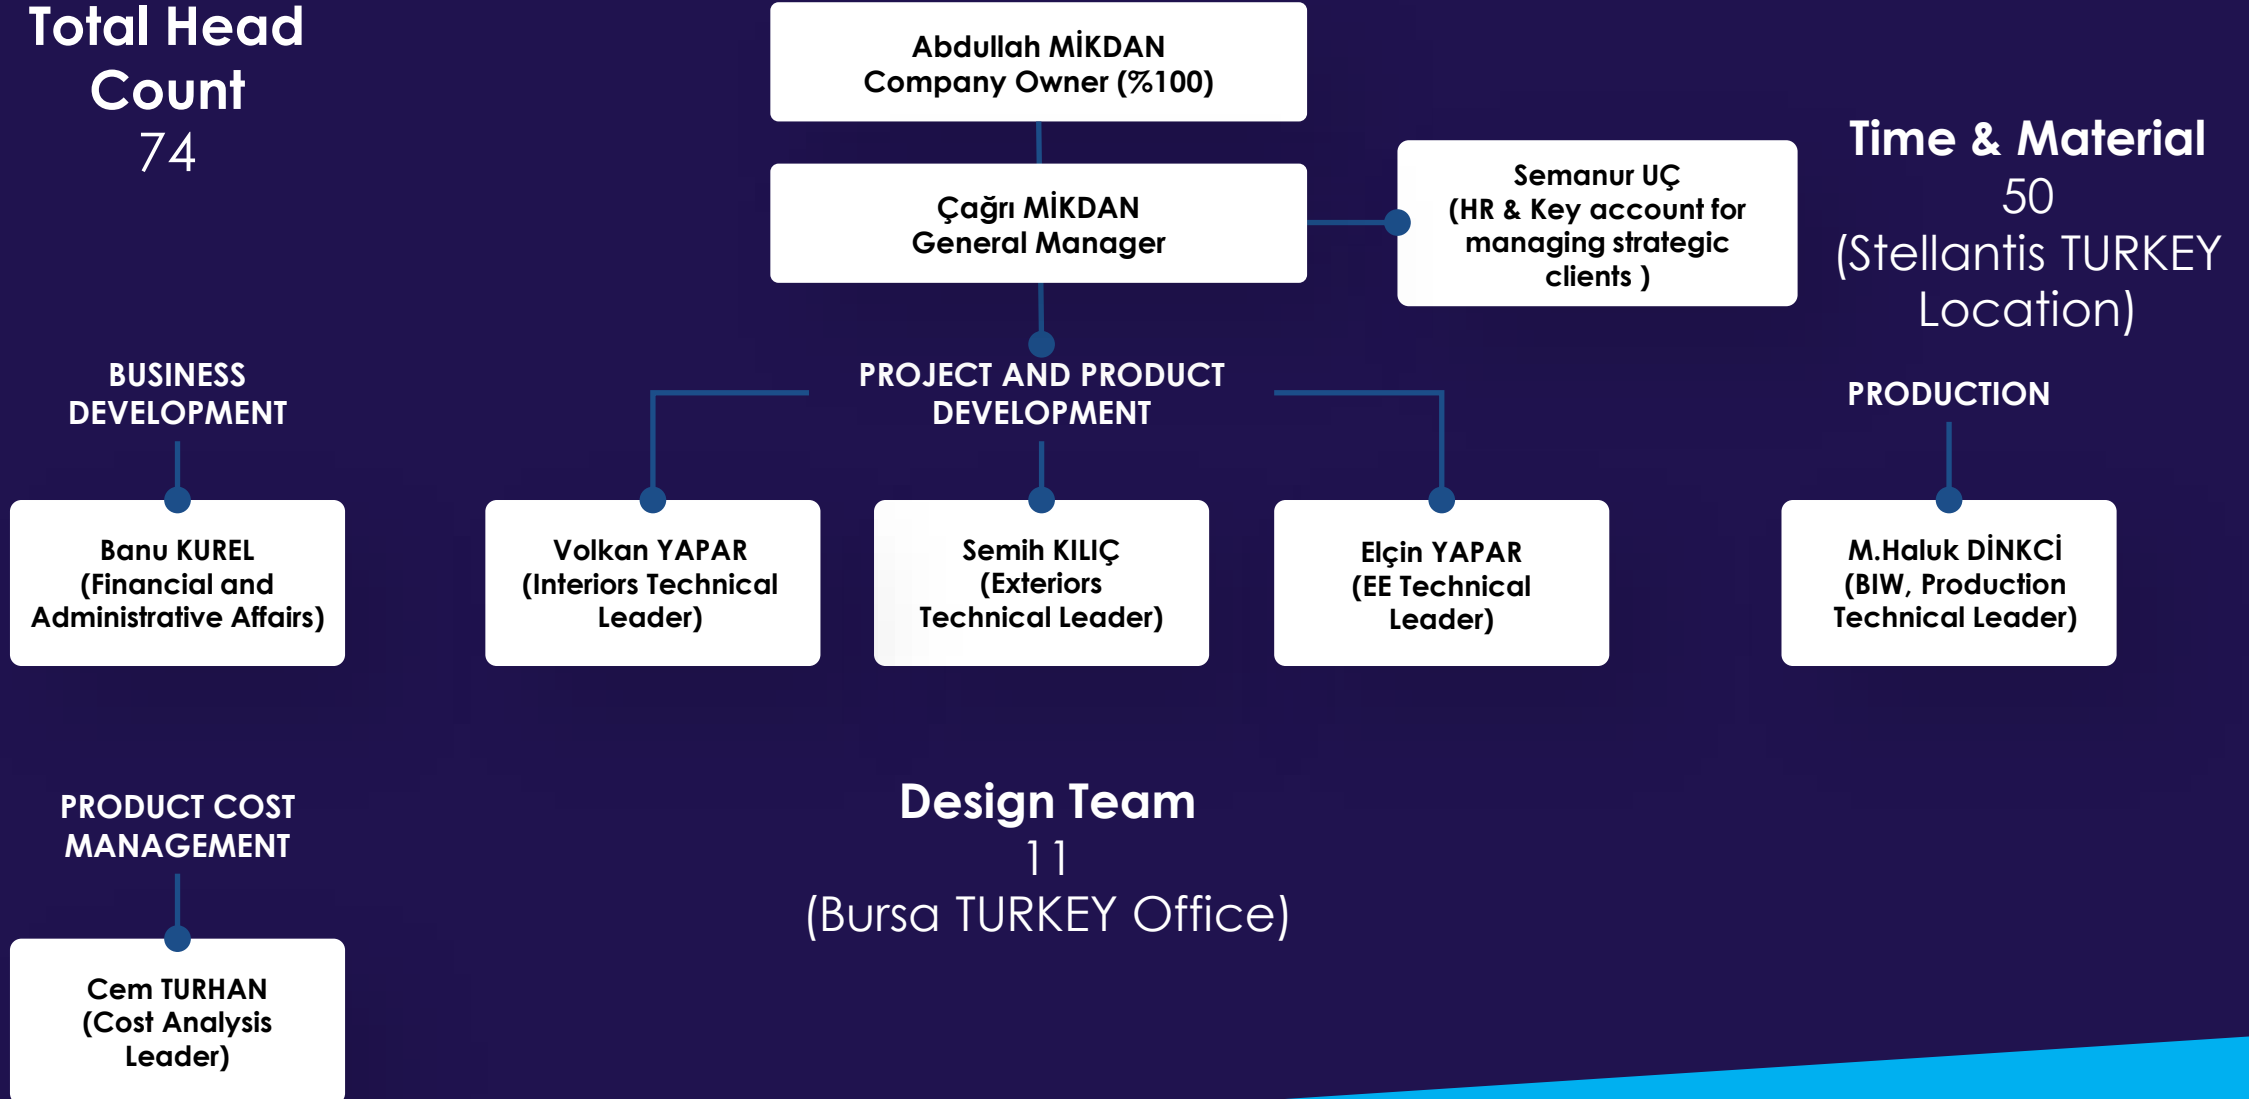 Total Head
Count
74
Abdullah MİKDAN
Company Owner (%100)
Çağrı MİKDAN
General Manager
Semanur UÇ
(HR & Key account for
managing strategic
clients )
Time & Material
50
(Stellantis TURKEY
Location)
BUSINESS
DEVELOPMENT
PROJECT AND PRODUCT
DEVELOPMENT
PRODUCTION
Banu KUREL
(Financial and
Administrative Affairs)
Volkan YAPAR
(Interiors Technical
Leader)
Semih KILIÇ
(Exteriors
Technical Leader)
Elçin YAPAR
(EE Technical
Leader)
M.Haluk DİNKCİ
(BIW, Production
Technical Leader)
PRODUCT COST
MANAGEMENT
Design Team
11
(Bursa TURKEY Office)
Cem TURHAN
(Cost Analysis
Leader)